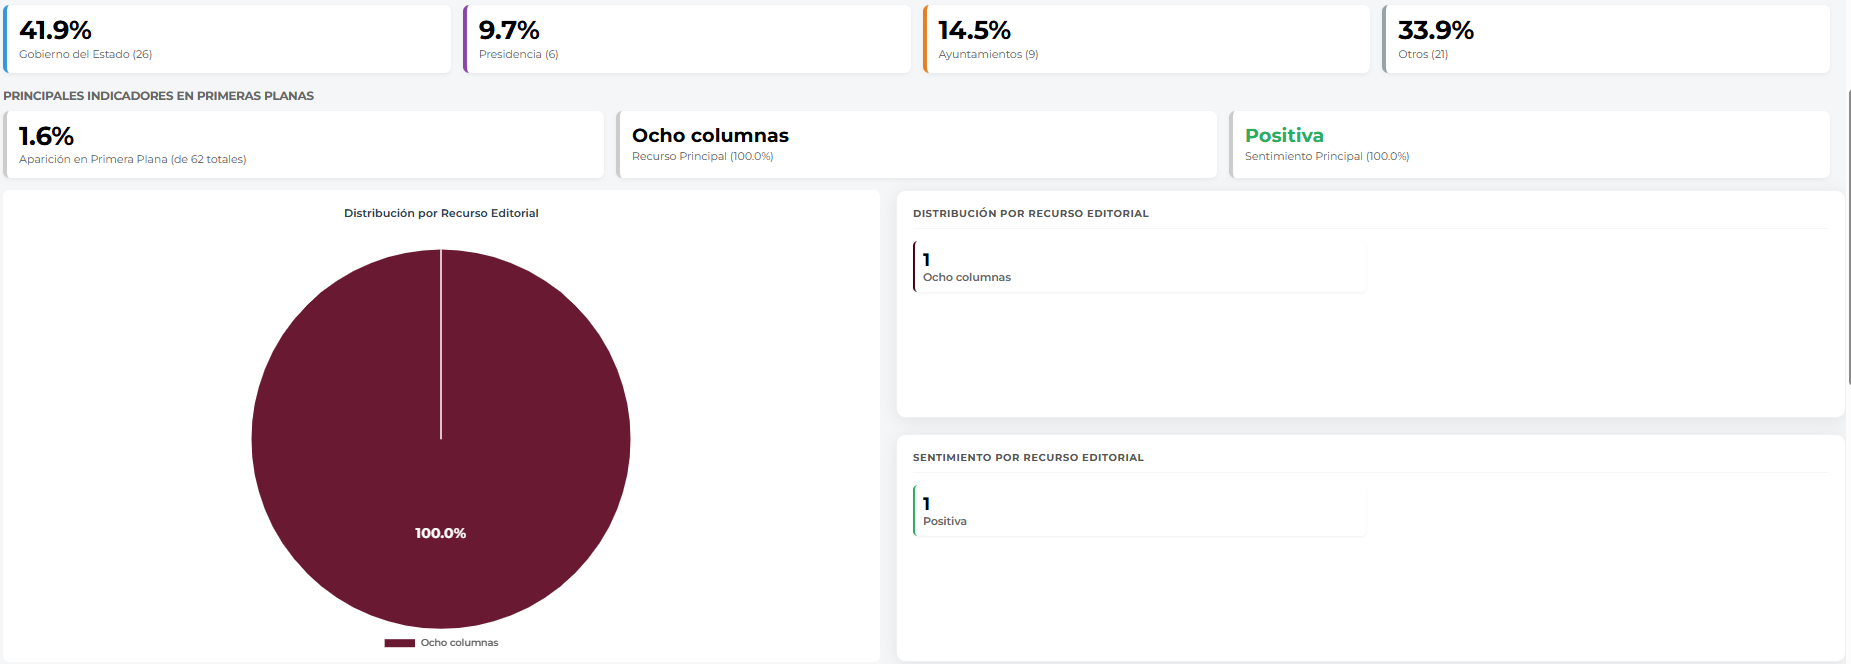 41.9%
Gobierno del Estado (26)
9.7%
Presidencia (6)
14.5%
Ayuntamientos (9)
33.9%
Otros (21)
PRINCIPALES INDICADORES EN PRIMERAS PLANAS
1.6%
Aparición en Primera Plana (de 62 totales)
Ocho columnas
Recurso Principal (100.0%)
Positiva
Sentimiento Principal (100.0%)
Distribución por Recurso Editorial
100.0%
Ocho columnas
DISTRIBUCIÓN POR RECURSO EDITORIAL
1
Ocho columnas
SENTIMIENTO POR RECURSO EDITORIAL
1
Positiva